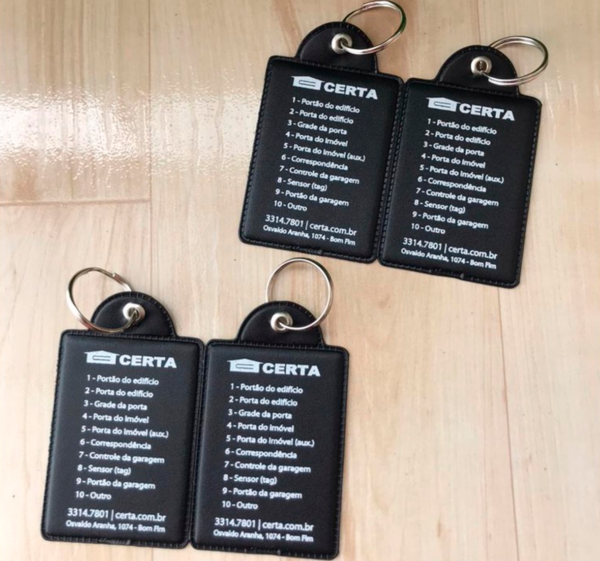 CERTA
1 - Portão do edifício
2 - Porta do edifício
3 - Grade da porta
4 - Porta do Imóvel
5 - Porta do Imóvel (aux.)
6 - Correspondência
7 - Controle da garagem
8 - Sensor (tag)
9 - Portão da garagem
10 - Outro
3314.7801 | certa.com.br
Osvaldo Aranha, 1074 - Bom Fim
CERTA
1 - Portão do edifício
2 - Porta do edifício
3 - Grade da porta
4 - Porta do Imóvel
5 - Porta do Imóvel (aux.)
6 - Correspondência
7 - Controle da garagem
8 - Sensor (tag)
9 - Portão da garagem
10 - Outro
3314.7801 | certa.com.br
Osvaldo Aranha, 1074 - Bom Fim
CERTA
1 - Portão do edifício
2 - Porta do edifício
3 - Grade da porta
4 - Porta do Imóvel
5 - Porta do Imóvel (aux.)
6 - Correspondência
7 - Controle da garagem
8 - Sensor (tag)
9 - Portão da garagem
10 - Outro
3314.7801 | certa.com.br
Osvaldo Aranha, 1074 - Bom Fim
CERTA
1 - Portão do edifício
2 - Porta do edifício
3 - Grade da porta
4 - Porta do Imóvel
5 - Porta do Imóvel (aux.)
6 - Correspondência
7 - Controle da garagem
8 - Sensor (tag)
9 - Portão da garagem
10 - Outro
3314.7801 | certa.com.br
Osvaldo Aranha, 1074 - Bom Fim